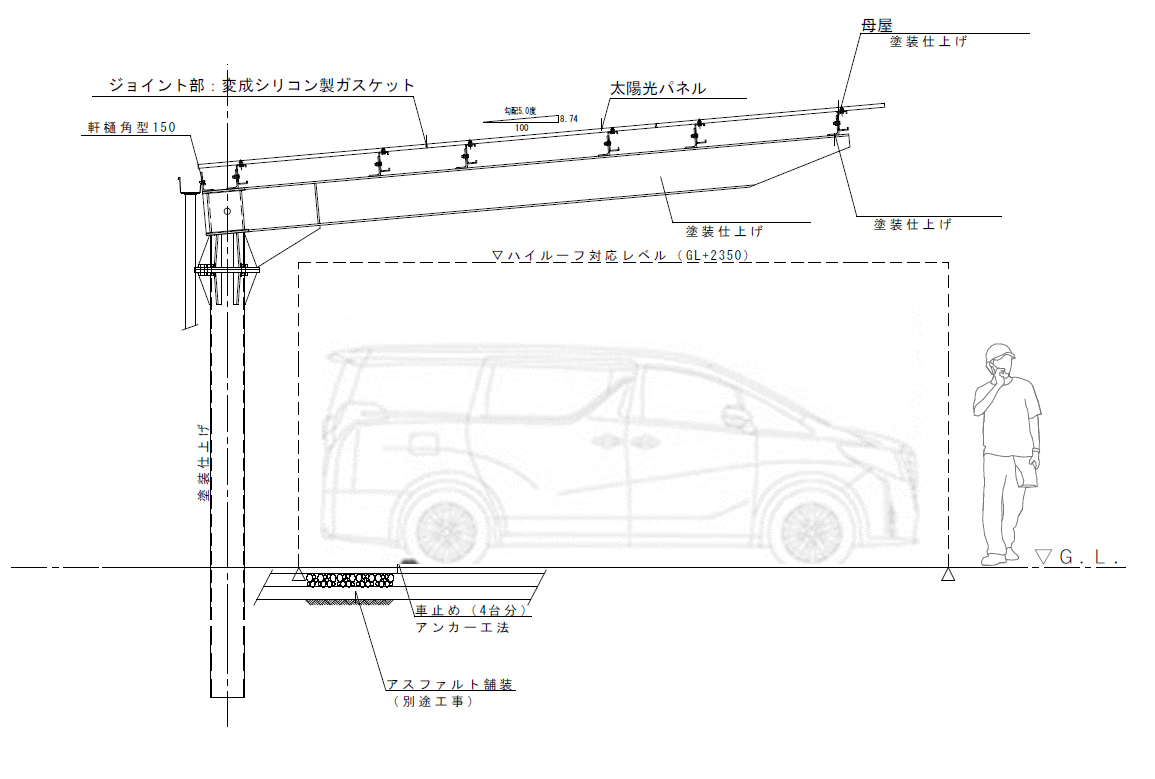 母屋
塗装仕上げ
ジョイント部：変成シリコン製ガスケット
太陽光パネル
勾配5.0度
8.74
100
軒樋角型150
塗装仕上げ
塗装仕上げ
▽ハイルーフ対応レベル（GL+2350）
塗装仕上げ
▽G.L.
車止め（4台分）
アンカー工法
アスファルト舗装
（別途工事）